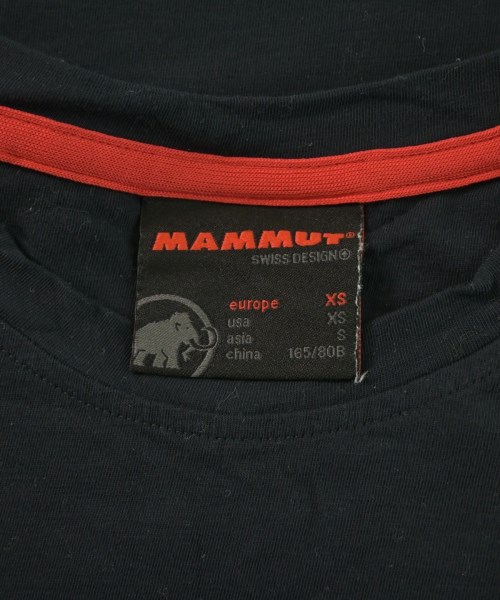 MAMMUT®
SWISS DESIGN
europe XS
usa XS
asia S
china 165/80B